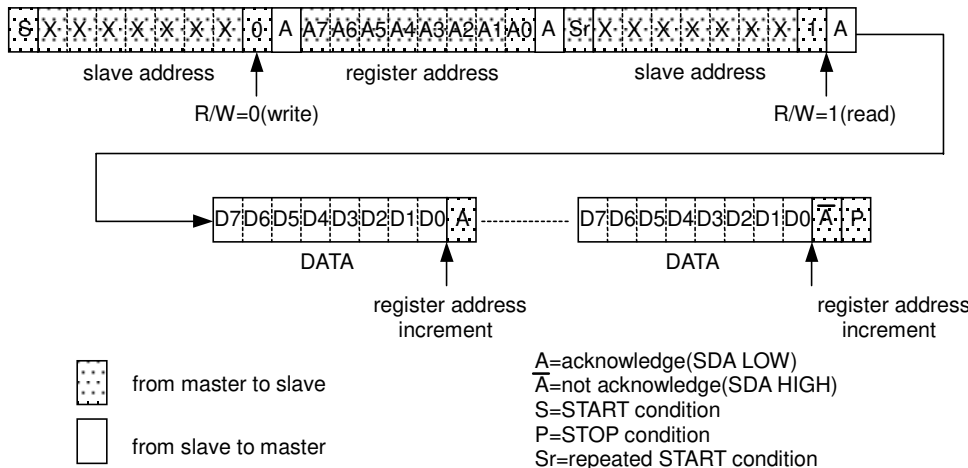 S X X X X X X X 0 A A7 A6 A5 A4 A3 A2 A1 A0 A Sr X X X X X X X 1 A
slave address register address slave address
R/W=0(write) R/W=1(read)
D7 D6 D5 D4 D3 D2 D1 D0 A D7 D6 D5 D4 D3 D2 D1 D0 A̅ P
DATA DATA
register address register address
increment increment
A=acknowledge(SDA LOW)
from master to slave A̅=not acknowledge(SDA HIGH)
S=START condition
P=STOP condition
from slave to master
Sr=repeated START condition